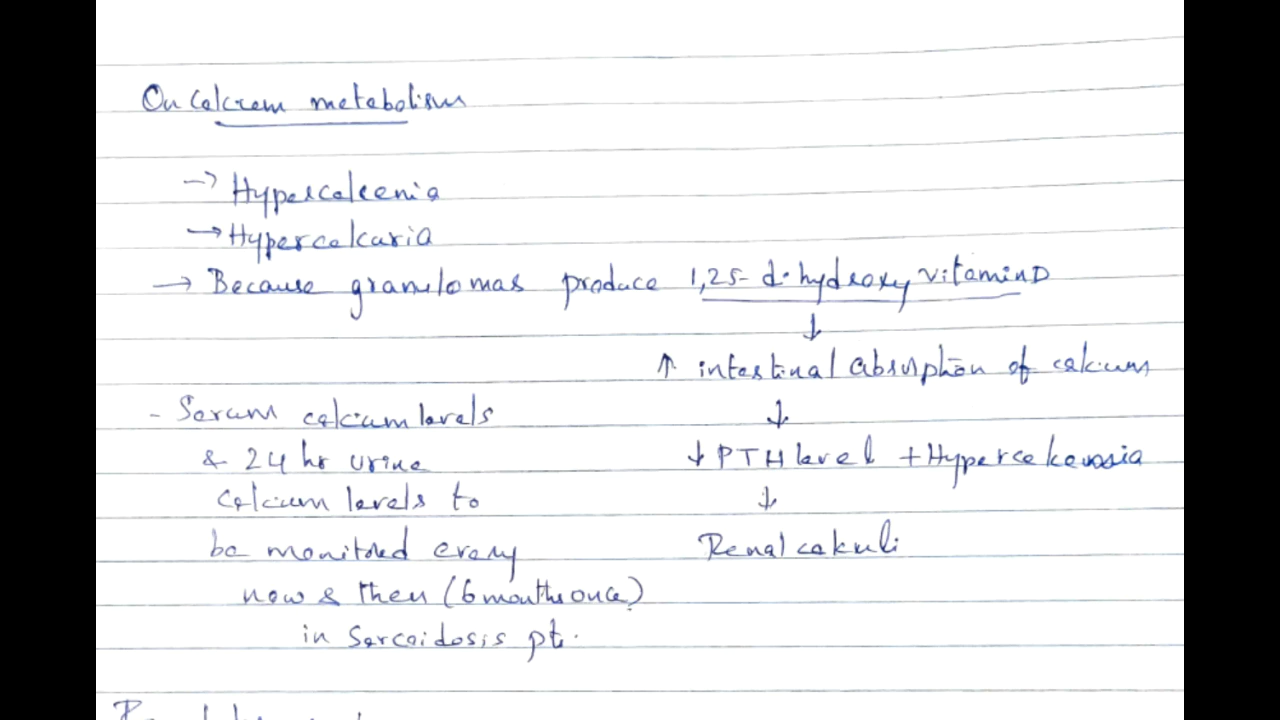 On Calcium metabolism
→ Hypercalcemia
→ Hypercalcuria
→ Because granulomas produce 1,25-dihydroxy vitamin D
↓
↑ intestinal absorption of calcium
- Serum calcium levels
& 24 hr urine
calcium levels to
be monitored every
now & then (6 months once)
in Sarcoidosis pt.
↓
↓ PTH level + Hypercalcuria
↓
Renal calculi